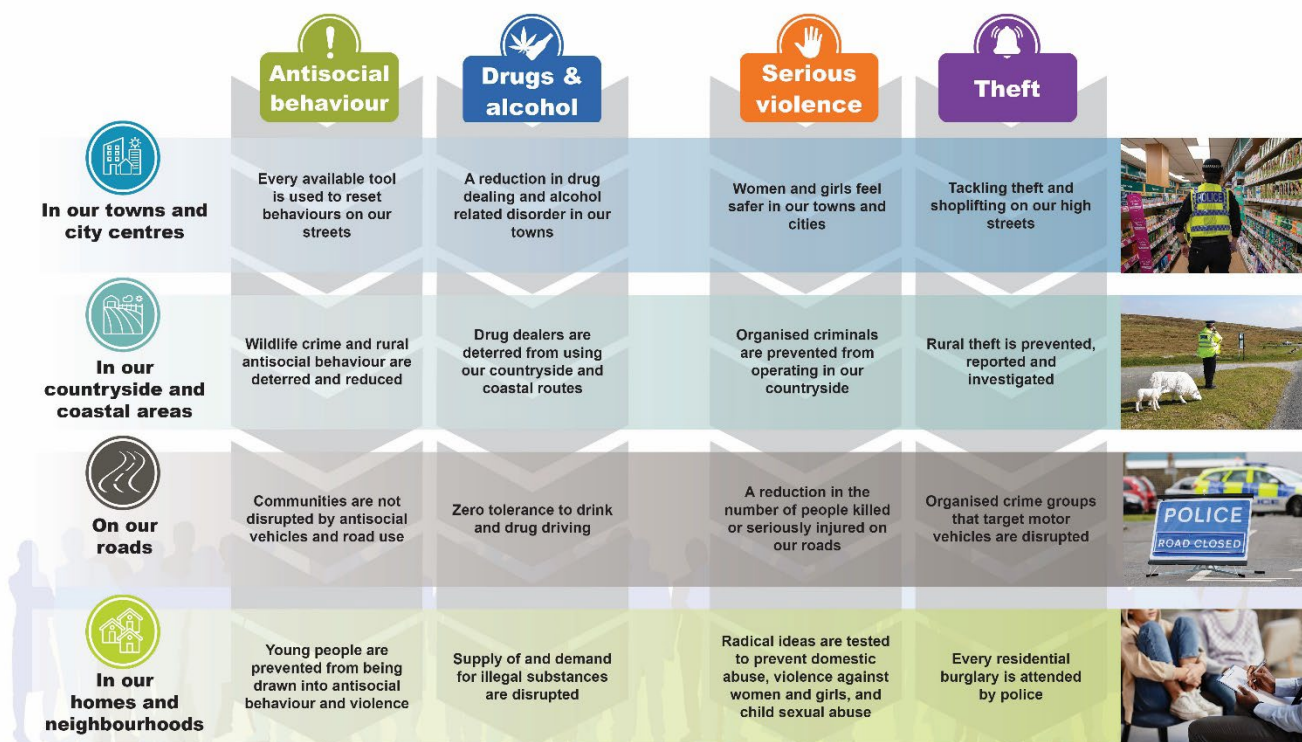 Antisocial
behaviour
Drugs &
alcohol
Serious
violence
Theft
In our towns and
city centres
Every available tool
is used to reset
behaviours on our
streets
A reduction in drug
dealing and alcohol
related disorder in our
towns
Women and girls feel
safer in our towns and
cities
Tackling theft and
shoplifting on our high
streets
POLICE
In our
countryside and
coastal areas
Wildlife crime and rural
antisocial behaviour are
deterred and reduced
Drug dealers are
deterred from using
our countryside and
coastal routes
Organised criminals
are prevented from
operating in our
countryside
Rural theft is prevented,
reported and
investigated
On our
roads
Communities are not
disrupted by antisocial
vehicles and road use
Zero tolerance to drink
and drug driving
A reduction in the
number of people killed
or seriously injured on
our roads
Organised crime groups
that target motor
vehicles are disrupted
POLICE
ROAD CLOSED
In our
homes and
neighbourhoods
Young people are
prevented from being
drawn into antisocial
behaviour and violence
Supply of and demand
for illegal substances
are disrupted
Radical ideas are tested
to prevent domestic
abuse, violence against
women and girls, and
child sexual abuse
Every residential
burglary is attended
by police